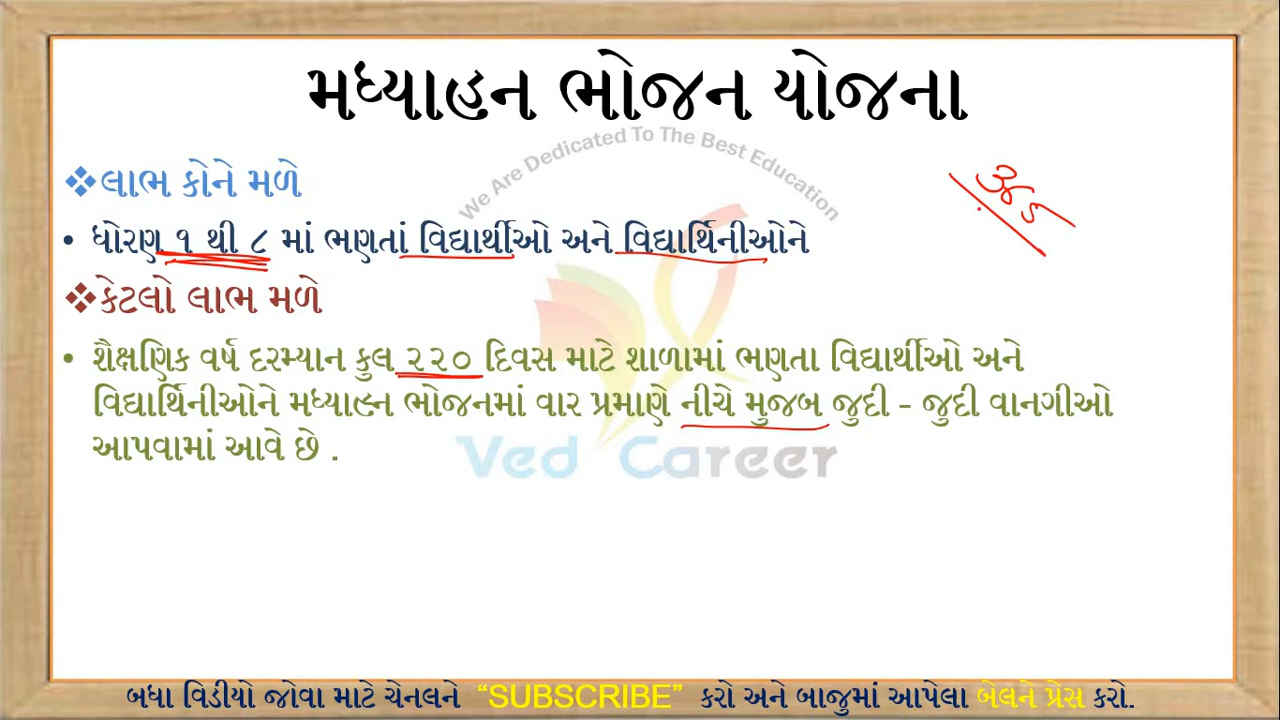 મધ્યાહન ભોજન યોજના
We Are Dedicated To The Best Education
❖લાભ કોને મળે
• ધોરણ ૧ થી ૮ માં ભણતાં વિદ્યાર્થીઓ અને વિદ્યાર્થિનીઓને
❖કેટલો લાભ મળે
• શૈક્ષણિક વર્ષ દરમ્યાન કુલ ૨૨૦ દિવસ માટે શાળામાં ભણતા વિદ્યાર્થીઓ અને
વિદ્યાર્થિનીઓને મધ્યાહ્ન ભોજનમાં વાર પ્રમાણે નીચે મુજબ જુદી – જુદી વાનગીઓ
આપવામાં આવે છે .
Ved Career
બધા વિડીયો જોવા માટે ચેનલને “SUBSCRIBE” કરો અને બાજુમાં આપેલા બેલને પ્રેસ કરો.